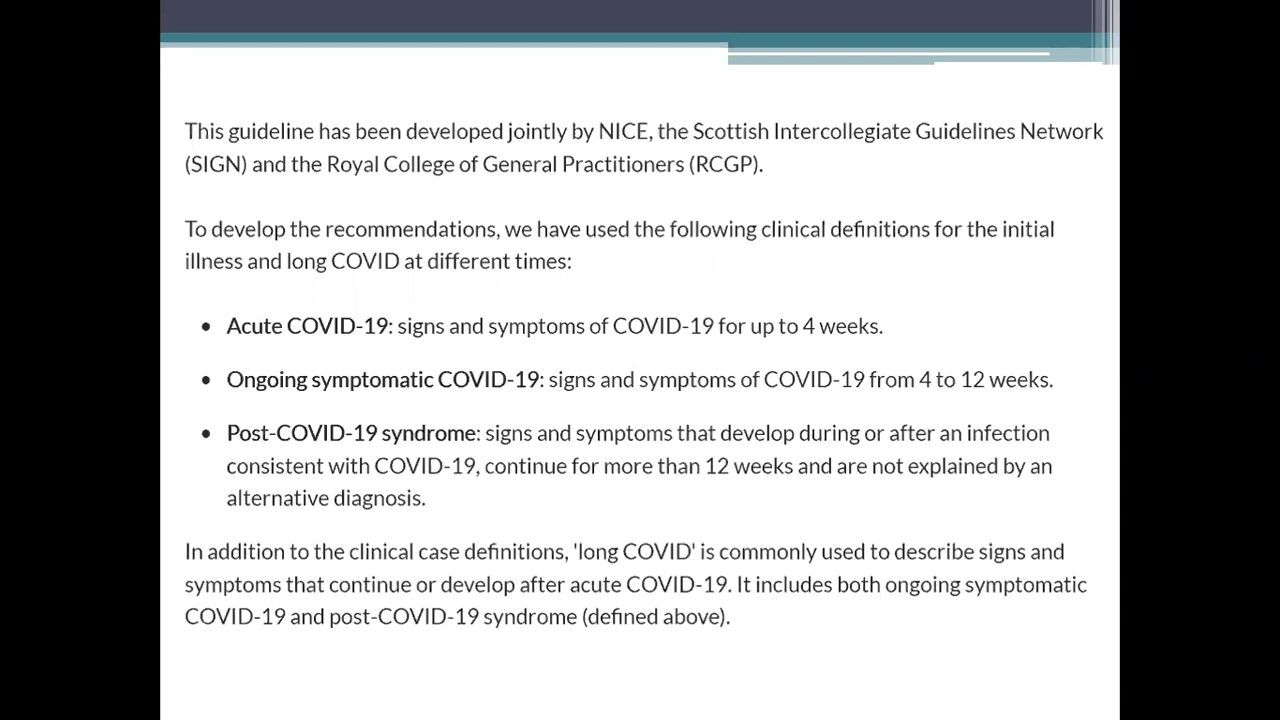 This guideline has been developed jointly by NICE, the Scottish Intercollegiate Guidelines Network
(SIGN) and the Royal College of General Practitioners (RCGP).
To develop the recommendations, we have used the following clinical definitions for the initial
illness and long COVID at different times:
• Acute COVID-19: signs and symptoms of COVID-19 for up to 4 weeks.
• Ongoing symptomatic COVID-19: signs and symptoms of COVID-19 from 4 to 12 weeks.
• Post-COVID-19 syndrome: signs and symptoms that develop during or after an infection
consistent with COVID-19, continue for more than 12 weeks and are not explained by an
alternative diagnosis.
In addition to the clinical case definitions, 'long COVID' is commonly used to describe signs and
symptoms that continue or develop after acute COVID-19. It includes both ongoing symptomatic
COVID-19 and post-COVID-19 syndrome (defined above).